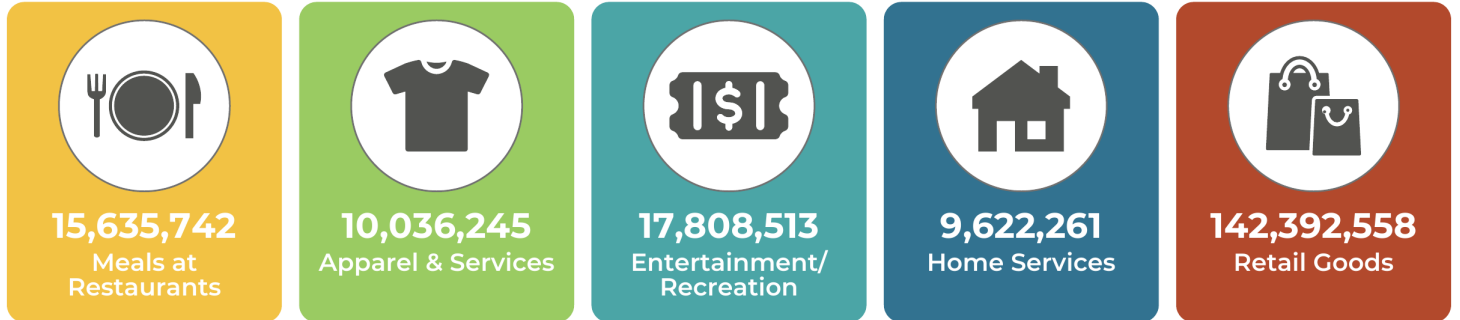 15,635,742
Meals at
Restaurants
10,036,245
Apparel & Services
$
17,808,513
Entertainment/
Recreation
9,622,261
Home Services
142,392,558
Retail Goods